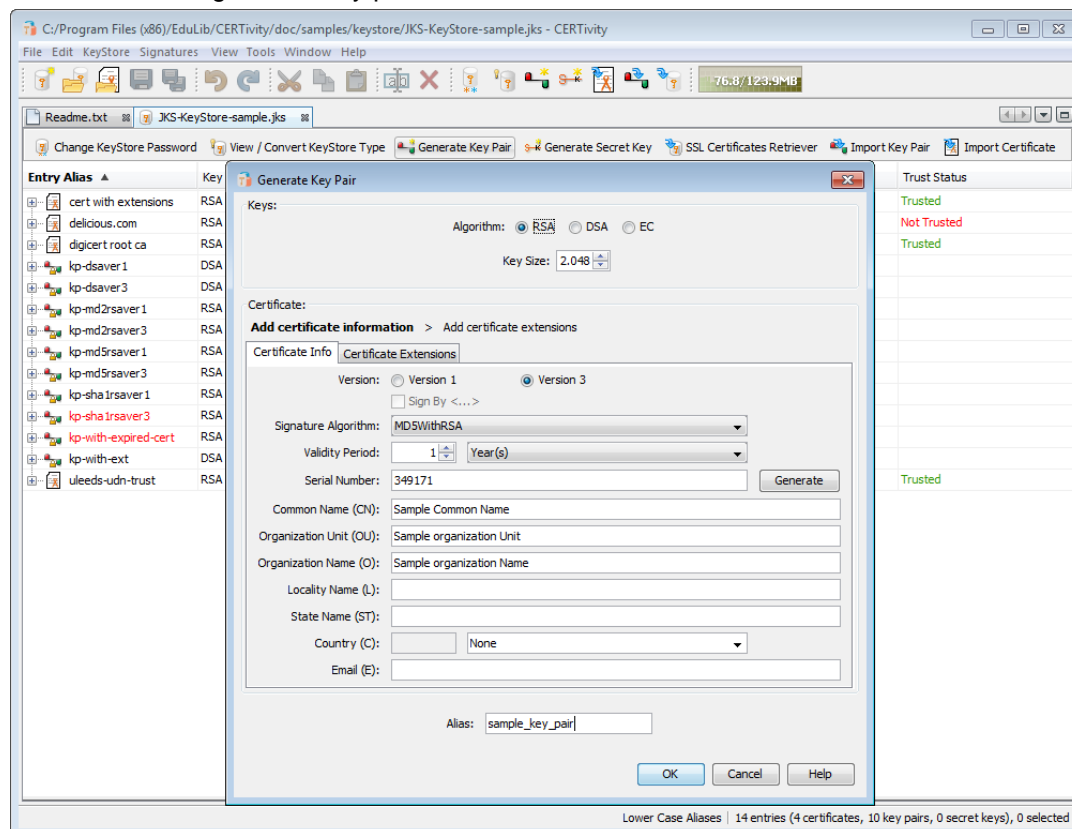 C:/Program Files (x86)/EduLib/CERTivity/doc/samples/keystore/JKS-KeyStore-sample.jks - CERTivity
File Edit KeyStore Signatures View Tools Window Help
76.8/123.9MB
Readme.txt JKS-KeyStore-sample.jks
Change KeyStore Password View / Convert KeyStore Type Generate Key Pair Generate Secret Key SSL Certificates Retriever Import Key Pair Import Certificate
Entry Alias Key Trust Status
cert with extensions RSA Trusted
delicious.com RSA Not Trusted
digicert root ca RSA Trusted
kp-dsaver1 DSA
kp-dsaver3 DSA
kp-md2rsaver1 RSA
kp-md2rsaver3 RSA
kp-md5rsaver1 RSA
kp-md5rsaver3 RSA
kp-sha1rsaver1 RSA
kp-sha1rsaver3 RSA
kp-with-expired-cert RSA
kp-with-ext DSA
uleeds-udn-trust RSA Trusted
Generate Key Pair
Keys:
Algorithm: RSA DSA EC
Key Size: 2.048
Certificate:
Add certificate information > Add certificate extensions
Certificate Info Certificate Extensions
Version: Version 1 Version 3
Sign By <...>
Signature Algorithm: MD5WithRSA
Validity Period: 1 Year(s)
Serial Number: 349171 Generate
Common Name (CN): Sample Common Name
Organization Unit (OU): Sample organization Unit
Organization Name (O): Sample organization Name
Locality Name (L):
State Name (ST):
Country (C): None
Email (E):
Alias: sample_key_pair
OK Cancel Help
Lower Case Aliases 14 entries (4 certificates, 10 key pairs, 0 secret keys), 0 selected